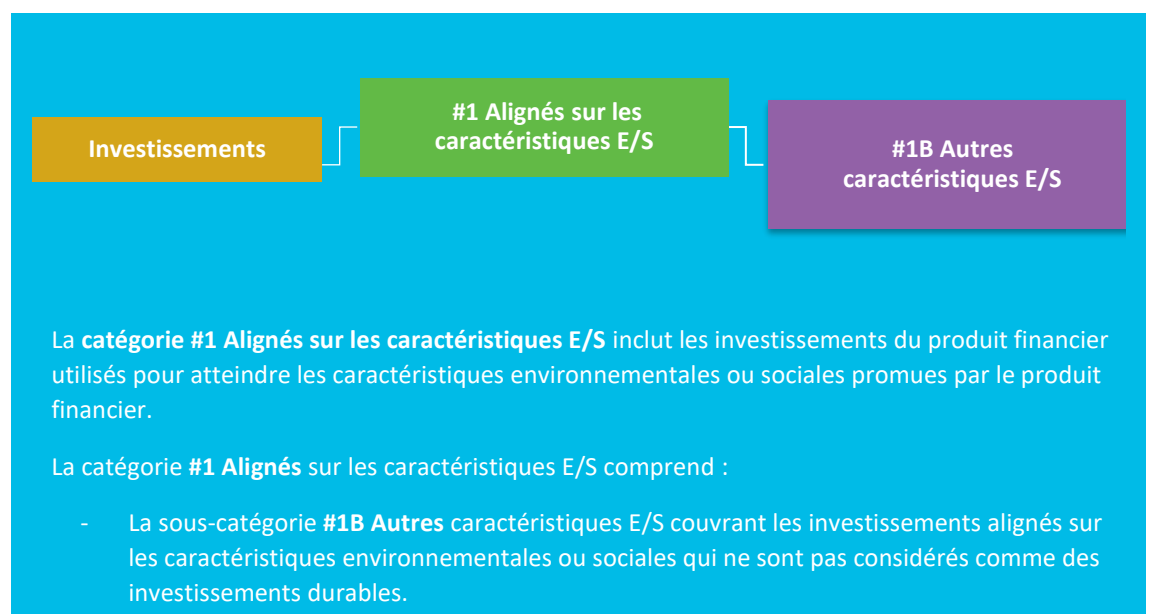 Investissements
#1 Alignés sur les
caractéristiques E/S
#1B Autres
caractéristiques E/S
La catégorie #1 Alignés sur les caractéristiques E/S inclut les investissements du produit financier
utilisés pour atteindre les caractéristiques environnementales ou sociales promues par le produit
financier.
La catégorie #1 Alignés sur les caractéristiques E/S comprend :
- La sous-catégorie #1B Autres caractéristiques E/S couvrant les investissements alignés sur
les caractéristiques environnementales ou sociales qui ne sont pas considérés comme des
investissements durables.